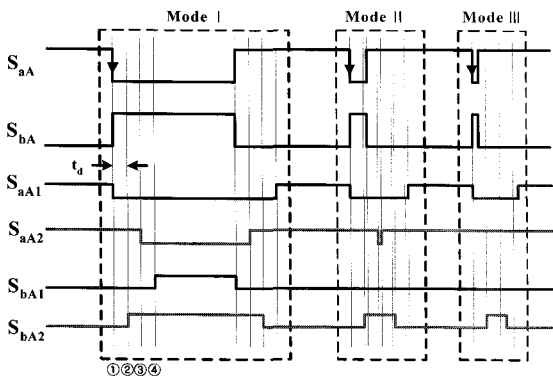 Mode I
Mode II
Mode III
SaA
SbA
td
SaA1
SaA2
SbA1
SbA2
①②③④